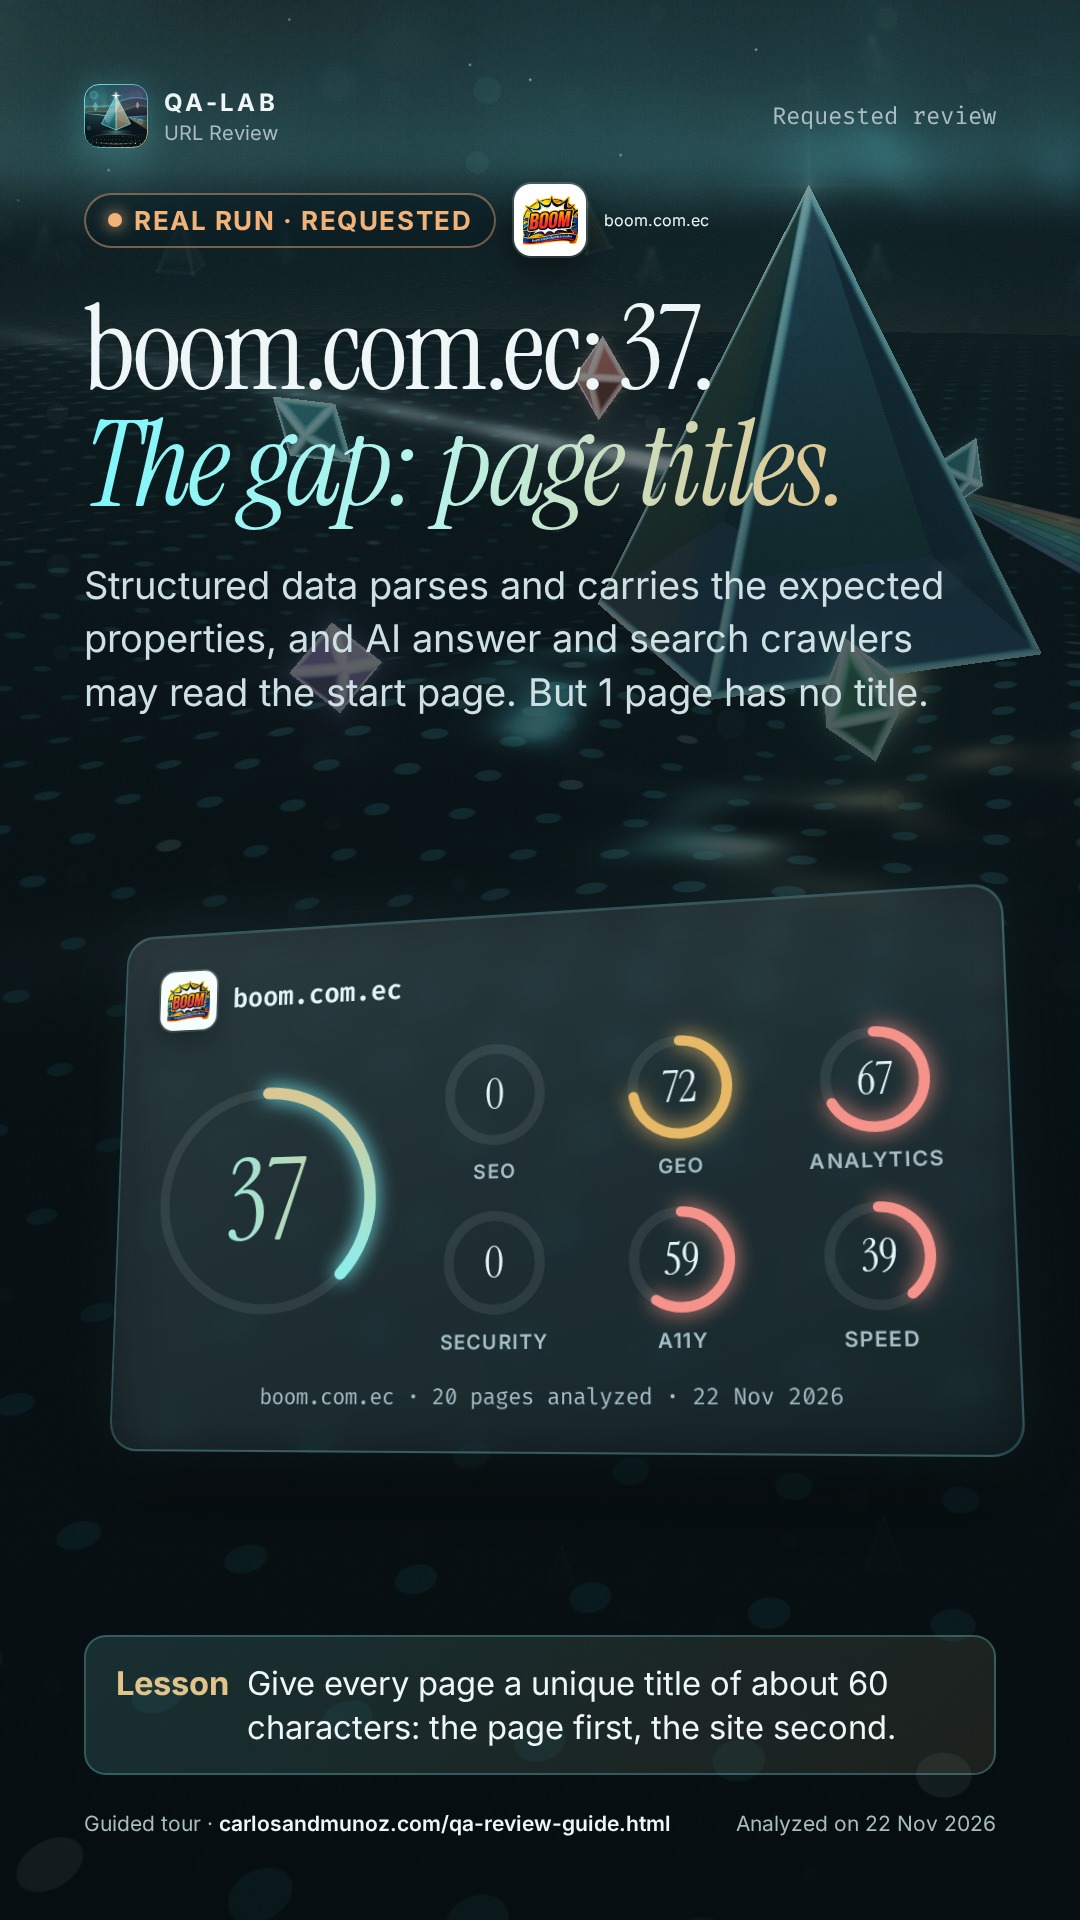 QA-LAB
URL Review
Requested review
REAL RUN · REQUESTED
BOOM
boom.com.ec
boom.com.ec: 37.
The gap: page titles.
Structured data parses and carries the expected
properties, and AI answer and search crawlers
may read the start page. But 1 page has no title.
BOOM
boom.com.ec
37
0
SEO
72
GEO
67
ANALYTICS
0
SECURITY
59
A11Y
39
SPEED
boom.com.ec · 20 pages analyzed · 22 Nov 2026
Lesson Give every page a unique title of about 60
characters: the page first, the site second.
Guided tour · carlosandmunoz.com/qa-review-guide.html
Analyzed on 22 Nov 2026